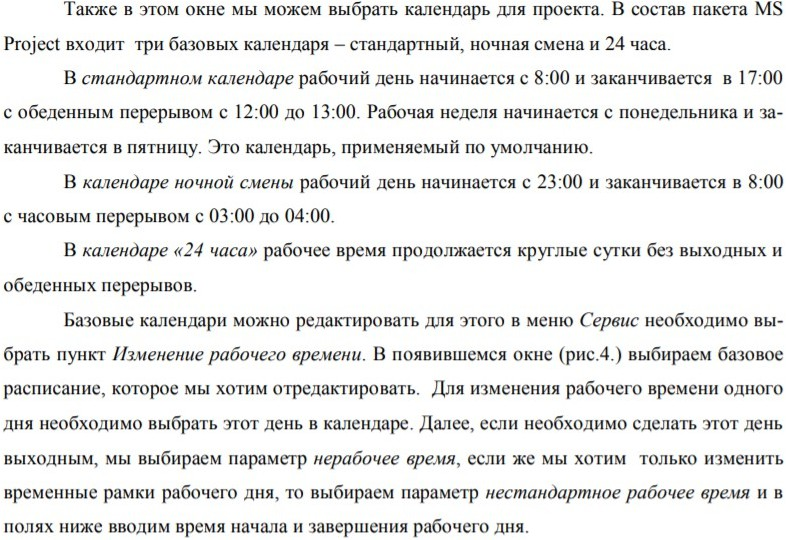 Также в этом окне мы можем выбрать календарь для проекта. В состав пакета MS
Project входит три базовых календаря – стандартный, ночная смена и 24 часа.
В стандартном календаре рабочий день начинается с 8:00 и заканчивается в 17:00
с обеденным перерывом с 12:00 до 13:00. Рабочая неделя начинается с понедельника и за-
канчивается в пятницу. Это календарь, применяемый по умолчанию.
В календаре ночной смены рабочий день начинается с 23:00 и заканчивается в 8:00
с часовым перерывом с 03:00 до 04:00.
В календаре «24 часа» рабочее время продолжается круглые сутки без выходных и
обеденных перерывов.
Базовые календари можно редактировать для этого в меню Сервис необходимо вы-
брать пункт Изменение рабочего времени. В появившемся окне (рис.4.) выбираем базовое
расписание, которое мы хотим отредактировать. Для изменения рабочего времени одного
дня необходимо выбрать этот день в календаре. Далее, если необходимо сделать этот день
выходным, мы выбираем параметр нерабочее время, если же мы хотим только изменить
временные рамки рабочего дня, то выбираем параметр нестандартное рабочее время и в
полях ниже вводим время начала и завершения рабочего дня.